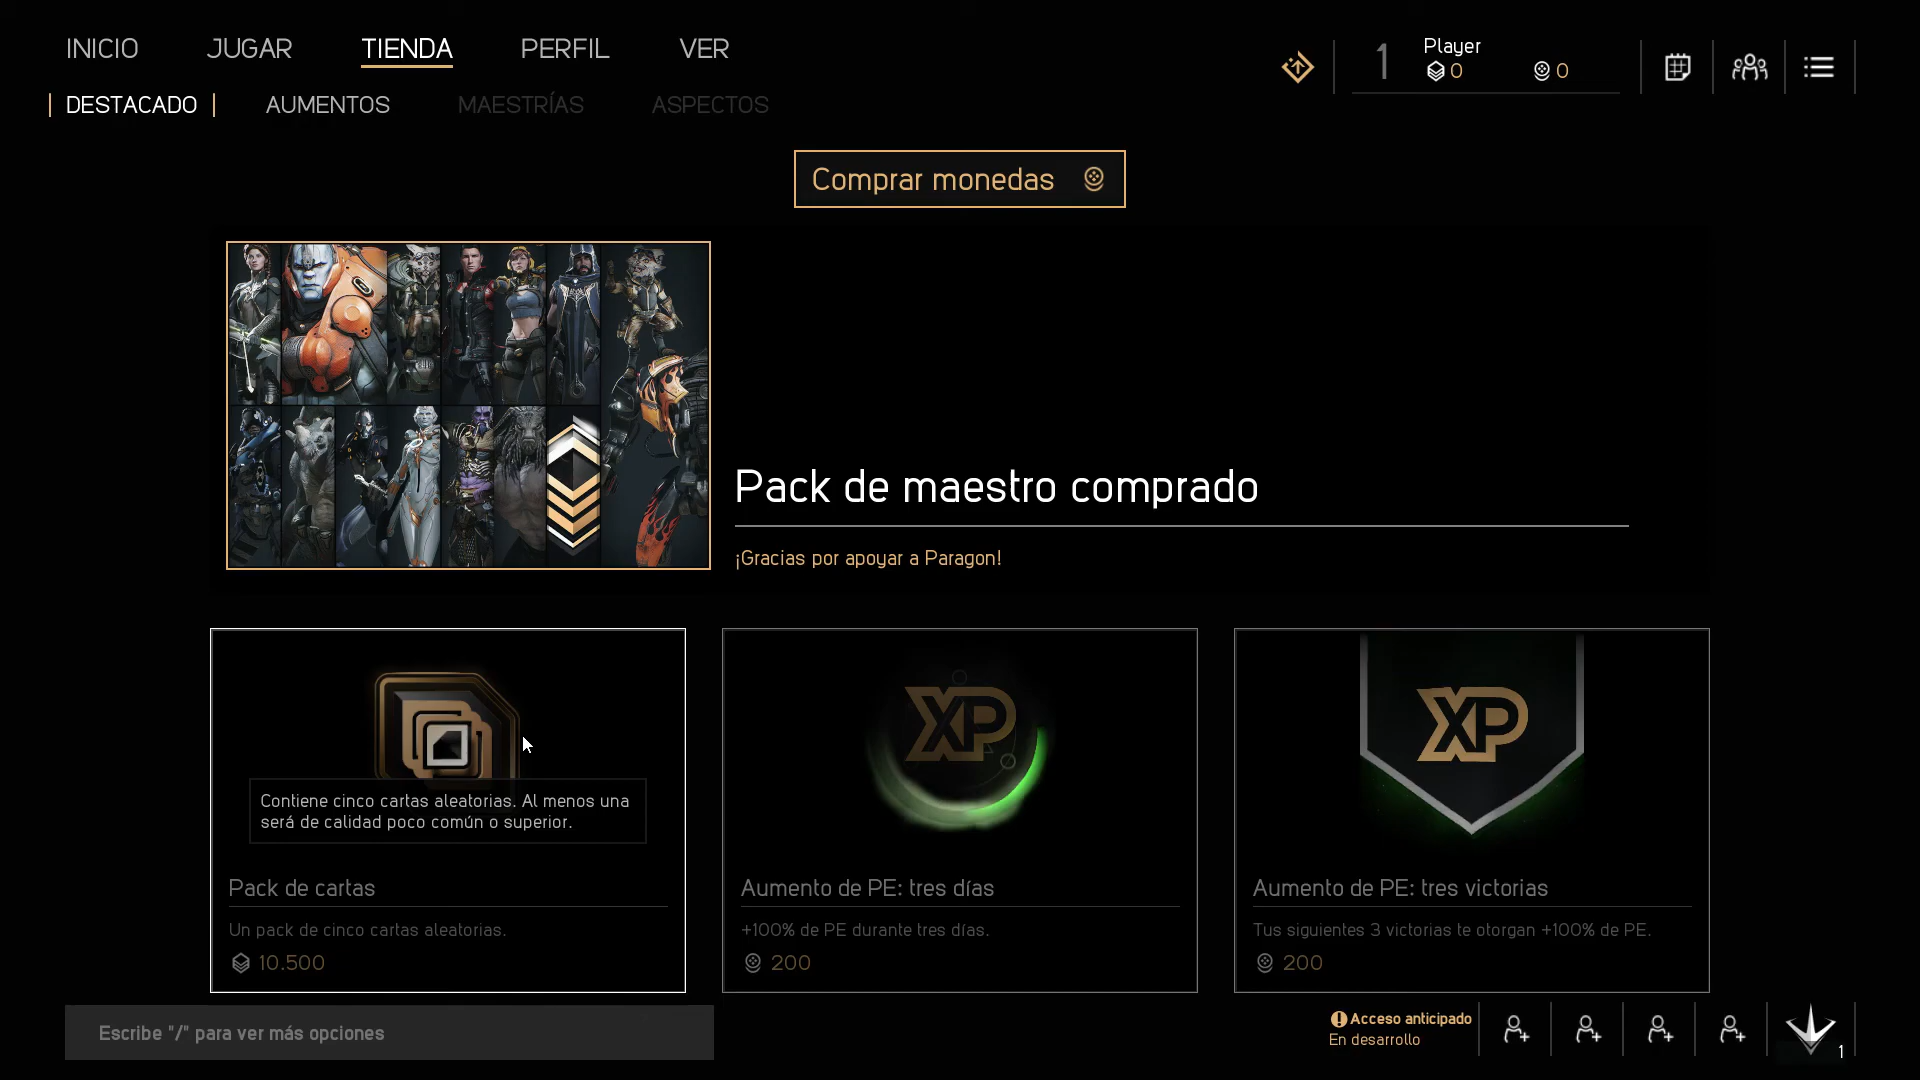 INICIO JUGAR TIENDA PERFIL VER
1 Player
0 0
DESTACADO AUMENTOS MAESTRÍAS ASPECTOS
Comprar monedas
Pack de maestro comprado
¡Gracias por apoyar a Paragon!
XP
XP
Contiene cinco cartas aleatorias. Al menos una
será de calidad poco común o superior.
Pack de cartas
Un pack de cinco cartas aleatorias.
10.500
Aumento de PE: tres días
+100% de PE durante tres días.
200
Aumento de PE: tres victorias
Tus siguientes 3 victorias te otorgan +100% de PE.
200
Escribe "/" para ver más opciones
Acceso anticipado
En desarrollo
1